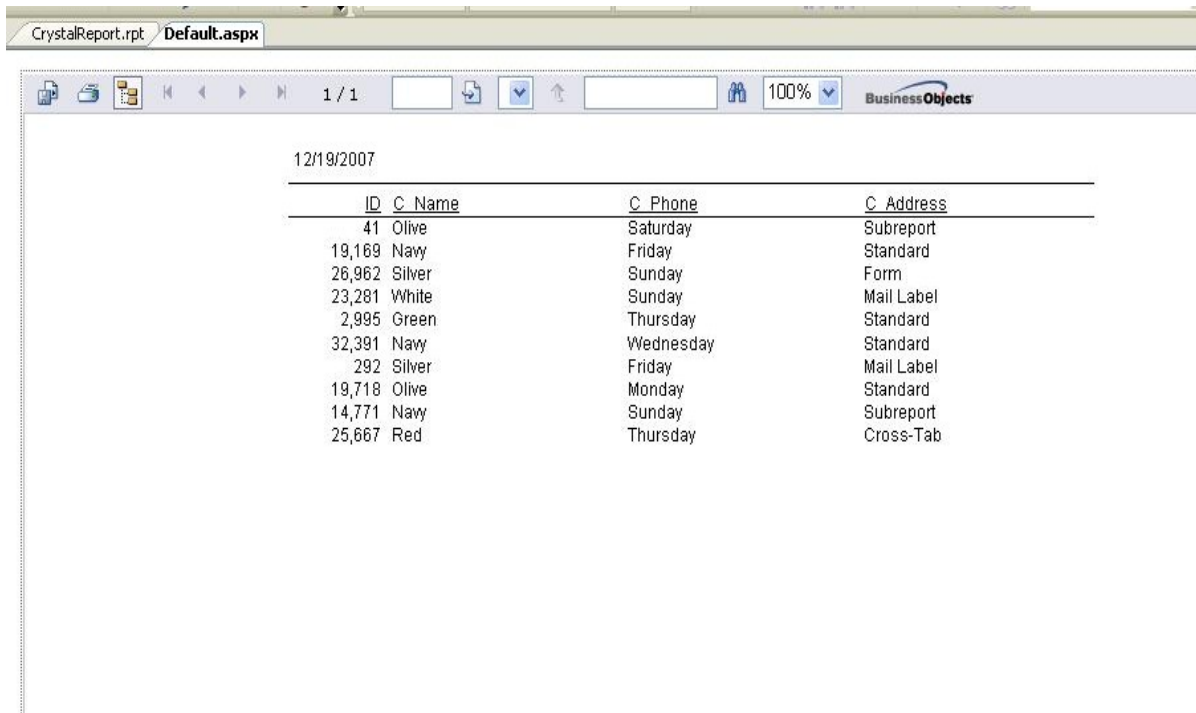 CrystalReport.rpt Default.aspx
1 / 1 100% BusinessObjects
12/19/2007
ID C_Name C_Phone C_Address
41 Olive Saturday Subreport
19,169 Navy Friday Standard
26,962 Silver Sunday Form
23,281 White Sunday Mail Label
2,995 Green Thursday Standard
32,391 Navy Wednesday Standard
292 Silver Friday Mail Label
19,718 Olive Monday Standard
14,771 Navy Sunday Subreport
25,667 Red Thursday Cross-Tab